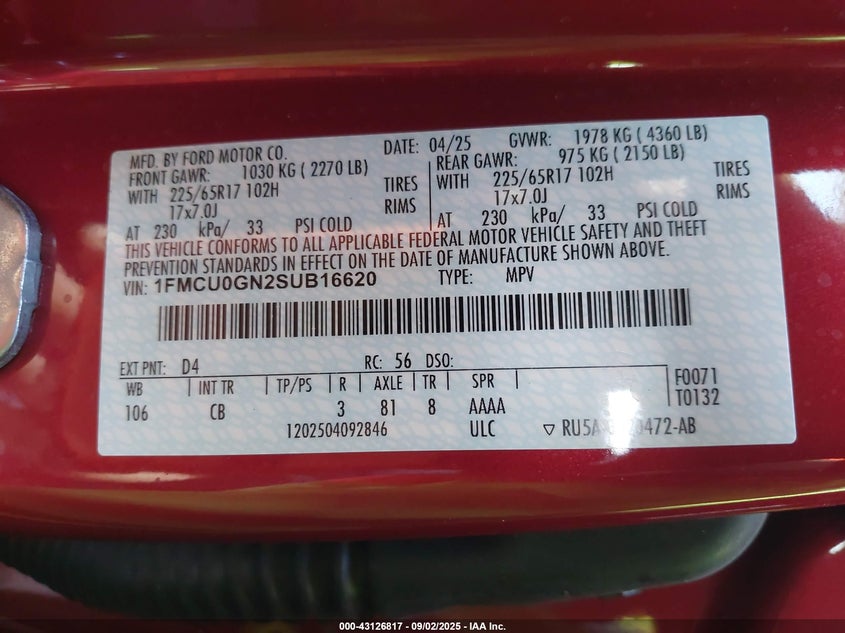 MFD. BY FORD MOTOR CO. DATE: 04/25 GVWR: 1978 KG ( 4360 LB)
FRONT GAWR: 1030 KG ( 2270 LB) REAR GAWR: 975 KG ( 2150 LB)
WITH 225/65R17 102H TIRES WITH 225/65R17 102H TIRES
17x7.0J RIMS 17x7.0J RIMS
AT 230 kPa/ 33 PSI COLD AT 230 kPa/ 33 PSI COLD
THIS VEHICLE CONFORMS TO ALL APPLICABLE FEDERAL MOTOR VEHICLE SAFETY AND THEFT
PREVENTION STANDARDS IN EFFECT ON THE DATE OF MANUFACTURE SHOWN ABOVE.
VIN: 1FMCU0GN2SUB16620 TYPE: MPV
EXT PNT: D4 RC: 56 DSO:
WB INT TR TP/PS R AXLE TR SPR F0071
106 CB 3 81 8 AAAA T0132
1202504092846 ULC ▽ RU5A 0472-AB
000-43126817 - 09/02/2025 - IAA Inc.